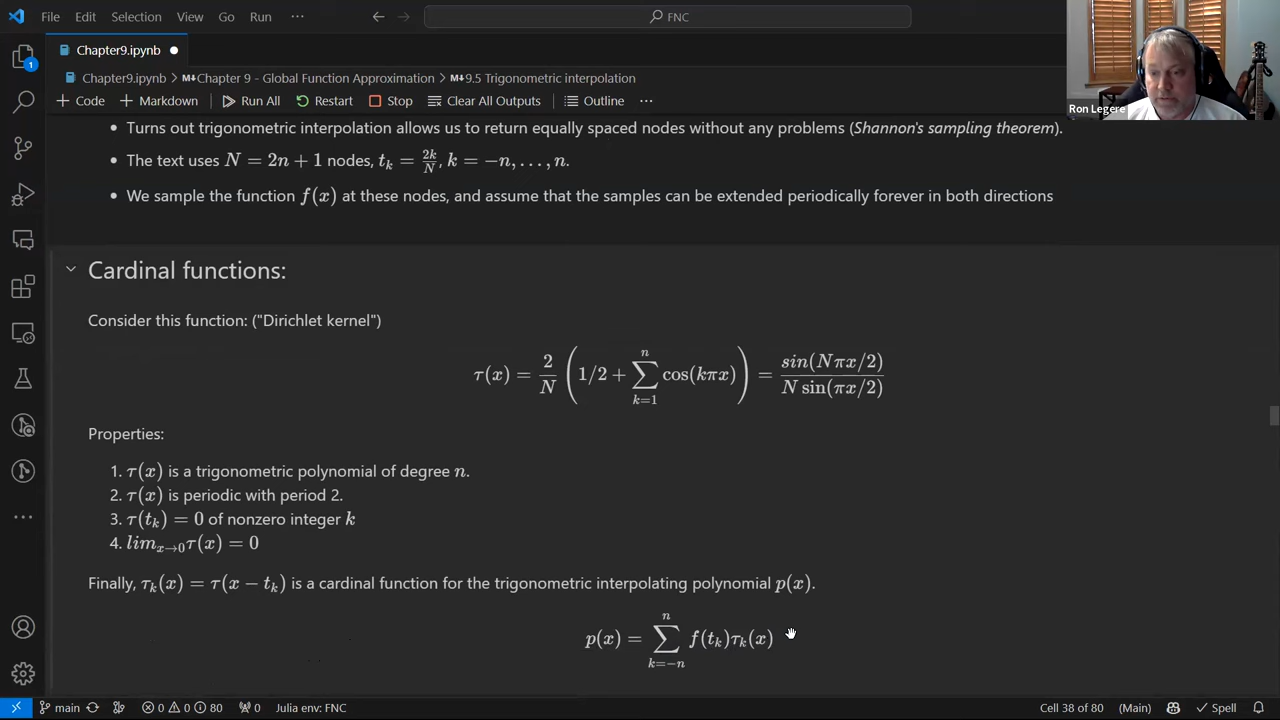 File Edit Selection View Go Run ··· FNC
Chapter9.ipynb
Chapter9.ipynb > M↓Chapter 9 - Global Function Approximation > M↓9.5 Trigonometric interpolation
+ Code + Markdown Run All Restart Stop Clear All Outputs Outline ···
Ron Legere
1
• Turns out trigonometric interpolation allows us to return equally spaced nodes without any problems (Shannon's sampling theorem).
• The text uses N = 2n + 1 nodes, t_k = 2k/N, k = −n, . . . , n.
• We sample the function f(x) at these nodes, and assume that the samples can be extended periodically forever in both directions
Cardinal functions:
Consider this function: ("Dirichlet kernel")
τ(x) = 2/N (1/2 + ∑_{k=1}^{n} cos(kπx)) = sin(Nπx/2) / N sin(πx/2)
Properties:
1. τ(x) is a trigonometric polynomial of degree n.
2. τ(x) is periodic with period 2.
3. τ(t_k) = 0 of nonzero integer k
4. lim_{x→0}τ(x) = 0
Finally, τ_k(x) = τ(x − t_k) is a cardinal function for the trigonometric interpolating polynomial p(x).
p(x) = ∑_{k=−n}^{n} f(t_k)τ_k(x)
main 0 0 80 0 Julia env: FNC Cell 38 of 80 (Main) Spell